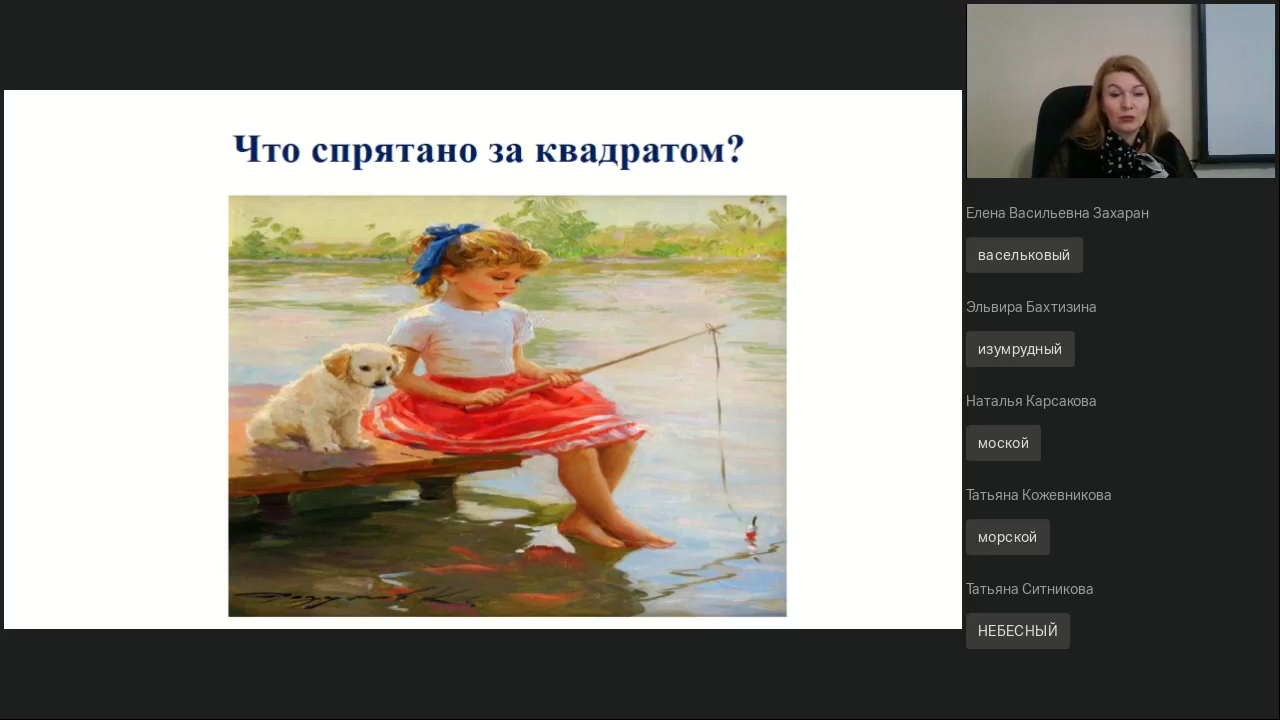 Что спрятано за квадратом?
Елена Васильевна Захаран
васельковый
Эльвира Бахтизина
изумрудный
Наталья Карсакова
моской
Татьяна Кожевникова
морской
Татьяна Ситникова
НЕБЕСНЫЙ